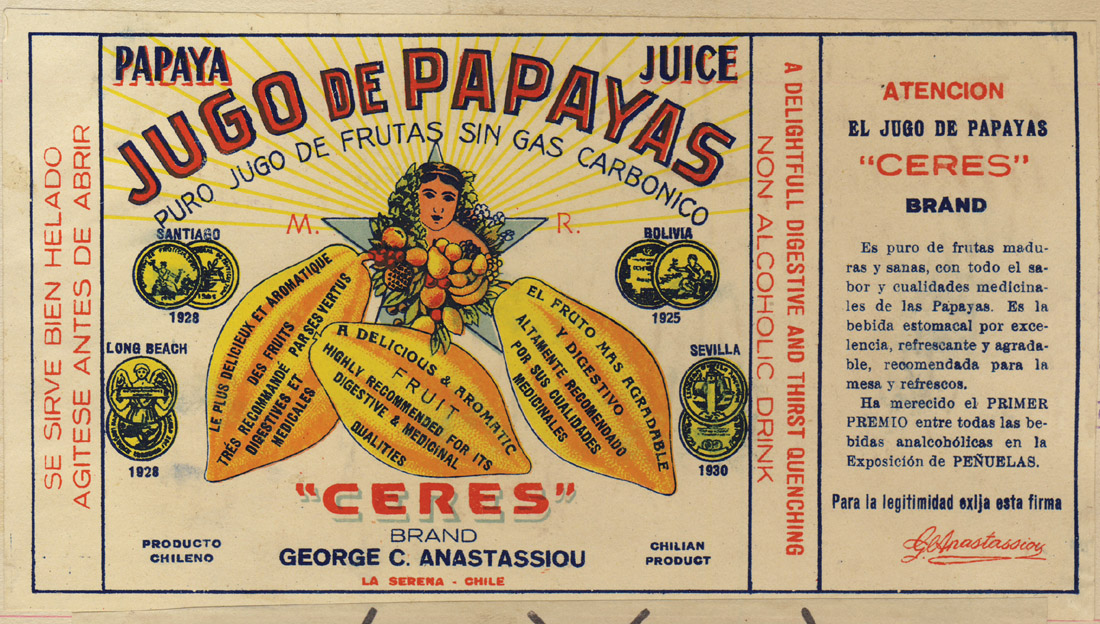 SE SIRVE BIEN HELADO
AGITESE ANTES DE ABRIR
PAPAYA
JUICE
JUGO DE PAPAYAS
PURO JUGO DE FRUTAS SIN GAS CARBONICO
M.
R.
SANTIAGO
1928
BOLIVIA
1925
LONG BEACH
1928
SEVILLA
1930
LE PLUS DELICIEUX ET AROMATIQUE
DES FRUITS
TRÉS RECOMMANDÉ PAR SES VERTUS
DIGESTIVES ET
MEDICALES
A DELICIOUS & AROMATIC
FRUIT
HIGHLY RECOMMENDED FOR ITS
DIGESTIVE & MEDICINAL
QUALITIES
EL FRUTO MAS AGRADABLE
Y DIGESTIVO
ALTAMENTE RECOMENDADO
POR SUS CUALIDADES
MEDICINALES
"CERES"
BRAND
GEORGE C. ANASTASSIOU
LA SERENA - CHILE
PRODUCTO
CHILENO
CHILIAN
PRODUCT
A DELIGHTFULL DIGESTIVE AND THIRST QUENCHING
NON ALCOHOLIC DRINK
ATENCION
EL JUGO DE PAPAYAS
"CERES"
BRAND
Es puro de frutas madu-
ras y sanas, con todo el sa-
bor y cualidades medicina-
les de las Papayas. Es la
bebida estomacal por exce-
lencia, refrescante y agrada-
ble, recomendada para la
mesa y refrescos.
Ha merecido el PRIMER
PREMIO entre todas las be-
bidas analcohólicas en la
Exposición de PEÑUELAS.
Para la legitimidad exija esta firma
G. C. Anastassiou